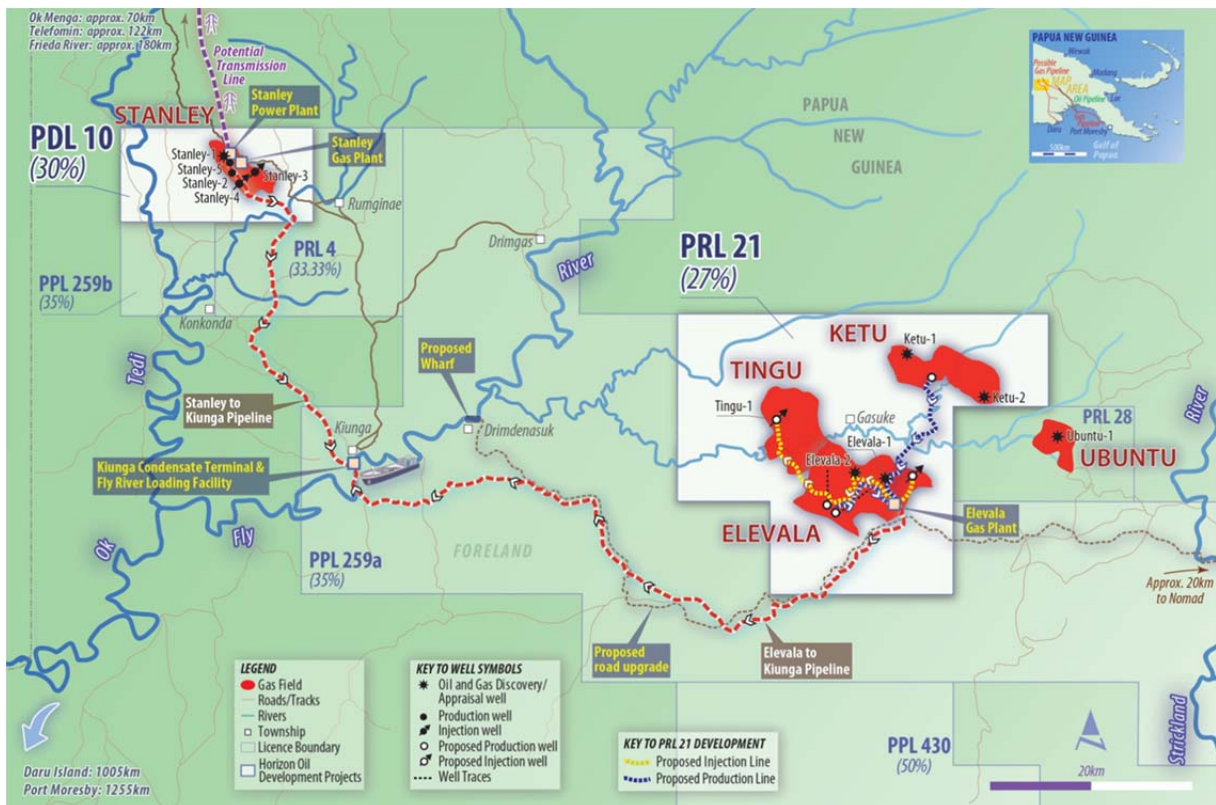 Ok Menga: approx. 70km
Telefomin: approx. 122km
Frieda River: approx. 180km
Potential
Transmission
Line
Stanley
Power Plant
STANLEY
PDL 10
(30%)
Stanley
Gas Plant
Stanley-1
Stanley-5
Stanley-2
Stanley-4
Stanley-3
Rumginae
PRL 4
(33.33%)
PPL 259b
(35%)
Konkonda
Drimgas
River
PAPUA
NEW
GUINEA
PAPUA NEW GUINEA
Wewak
Possible
Gas Pipeline
Madang
MAP
AREA
Lae
Oil Pipeline
Gas
Pipeline
Daru
Port Moresby
Gulf of
Papua
500km
PRL 21
(27%)
KETU
Ketu-1
Ketu-2
TINGU
Tingu-1
Gasuke
Elevala-1
Elevala-2
ELEVALA
PRL 28
Ubuntu-1
UBUNTU
River
Elevala
Gas Plant
Tedi
Proposed
Wharf
Drimdenasuk
Stanley to
Kiunga Pipeline
Kiunga
Kiunga Condensate Terminal &
Fly River Loading Facility
Ok
Fly
FORELAND
PPL 259a
(35%)
Approx. 20km
to Nomad
Proposed
road upgrade
Elevala to
Kiunga Pipeline
LEGEND
Gas Field
Roads/Tracks
Rivers
Township
Licence Boundary
Horizon Oil
Development Projects
KEY TO WELL SYMBOLS
Oil and Gas Discovery/
Appraisal well
Production well
Injection well
Proposed Production well
Proposed Injection well
Well Traces
KEY TO PRL 21 DEVELOPMENT
Proposed Injection Line
Proposed Production Line
PPL 430
(50%)
N
20km
Strickland
Daru Island: 1005km
Port Moresby: 1255km